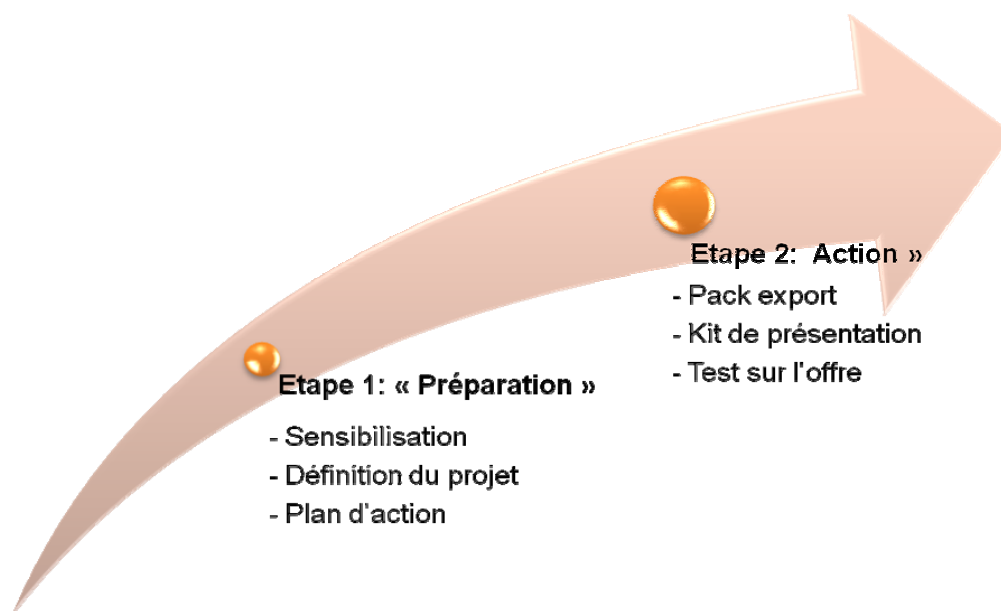 Etape 1: « Préparation »
- Sensibilisation
- Définition du projet
- Plan d'action
Etape 2:  Action »
- Pack export
- Kit de présentation
- Test sur l'offre